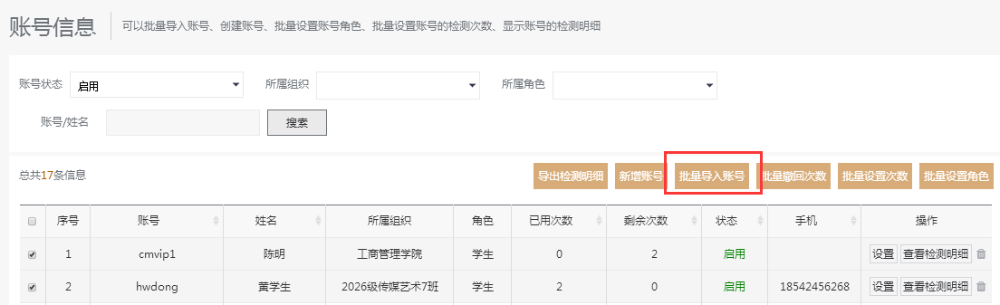 账号信息 可以批量导入账号、创建账号、批量设置账号角色、批量设置账号的检测次数、显示账号的检测明细
账号状态 启用 所属组织 所属角色
账号/姓名 搜索
总共17条信息 导出检测明细 新增账号 批量导入账号 批量撤回次数 批量设置次数 批量设置角色
序号 账号 姓名 所属组织 角色 已用次数 剩余次数 状态 手机 操作
1 cmvip1 陈明 工商管理学院 学生 0 2 启用 设置 查看检测明细
2 hwdong 董学生 2026级传媒艺术7班 学生 2 0 启用 18542456268 设置 查看检测明细